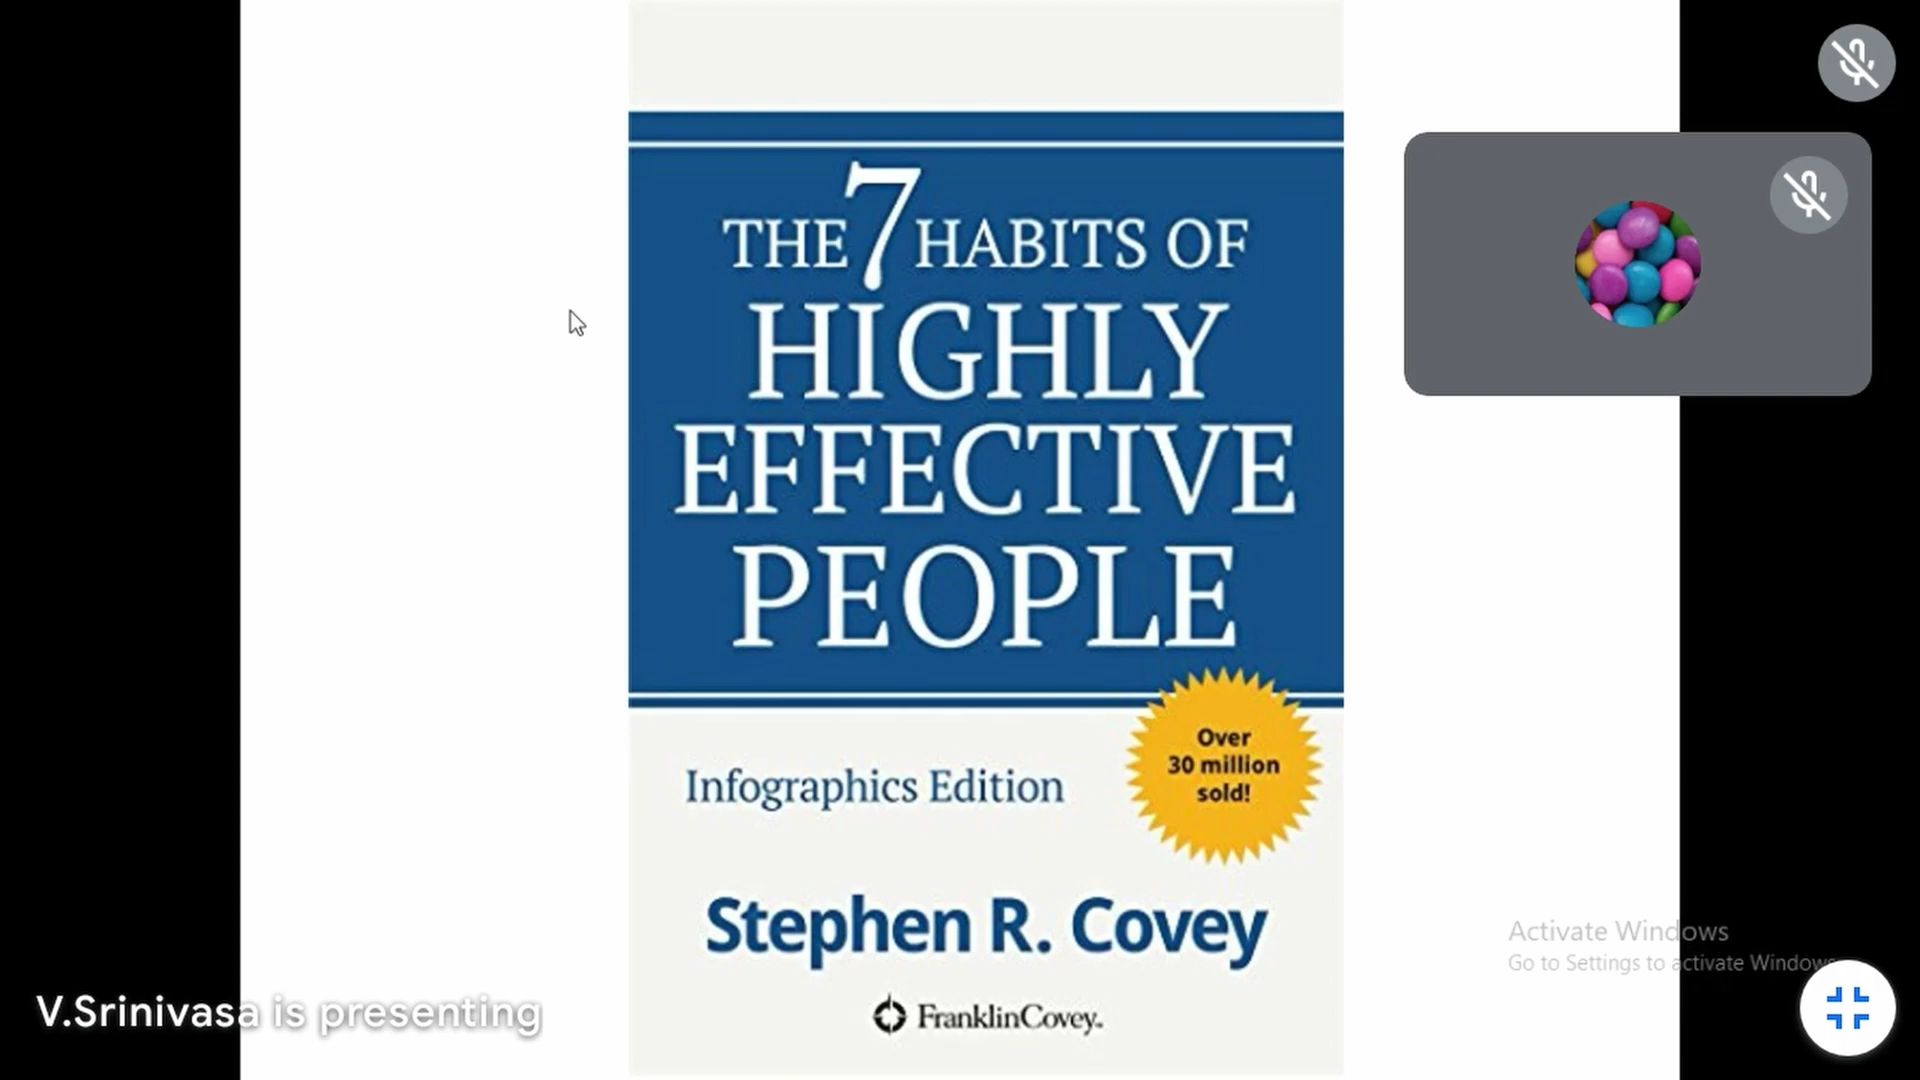 THE 7 HABITS OF
HIGHLY
EFFECTIVE
PEOPLE
Over
30 million
sold!
Infographics Edition
Stephen R. Covey
FranklinCovey.
Activate Windows
Go to Settings to activate Windows.
V.Srinivasa is presenting